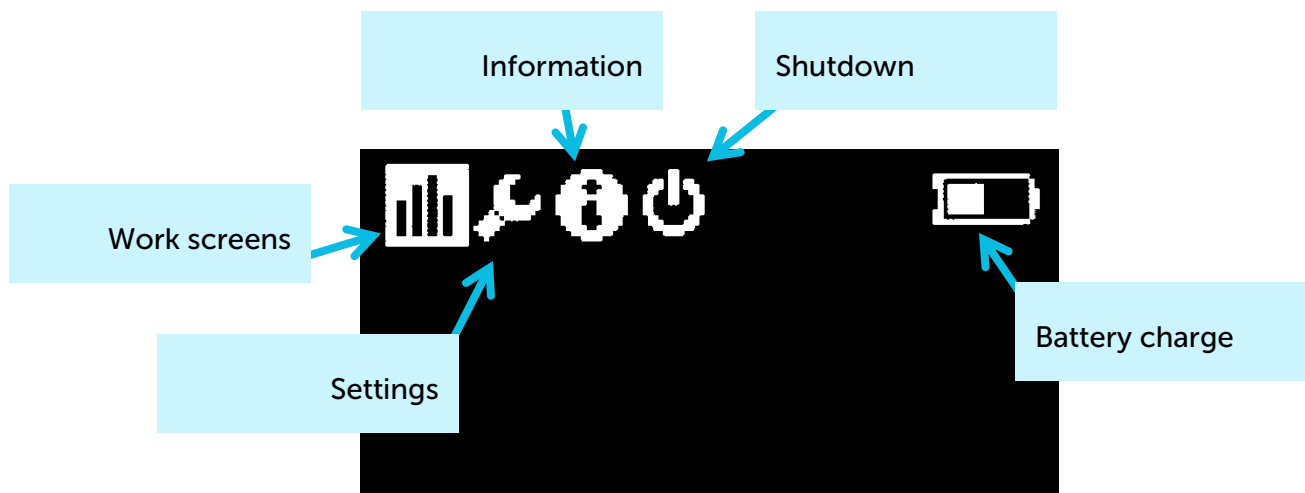 Information
Shutdown
Work screens
Settings
Battery charge